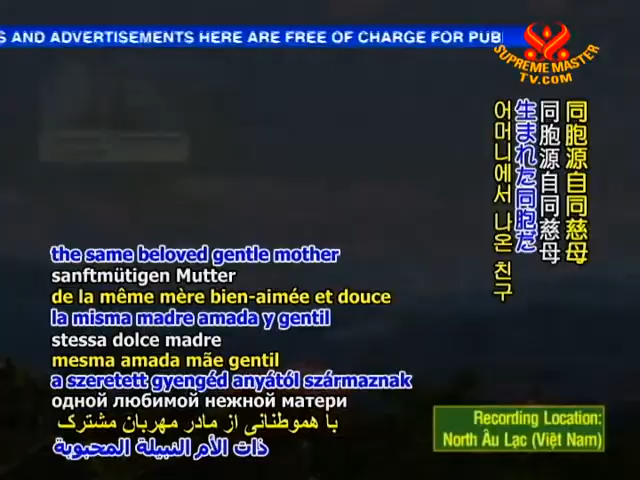 S AND ADVERTISEMENTS HERE ARE FREE OF CHARGE FOR PUB
SUPREME MASTER
TV.COM
同胞源自同慈母
同胞源自同慈母
生まれた同胞だ
어머니에서 나온 친구
the same beloved gentle mother
sanftmütigen Mutter
de la même mère bien-aimée et douce
la misma madre amada y gentil
stessa dolce madre
mesma amada mãe gentil
a szeretett gyengéd anyától származnak
одной любимой нежной матери
با هموطنانی از مادر مهربان مشترک
ذات الأم النبيلة المحبوبة
Recording Location:
North Âu Lạc (Việt Nam)